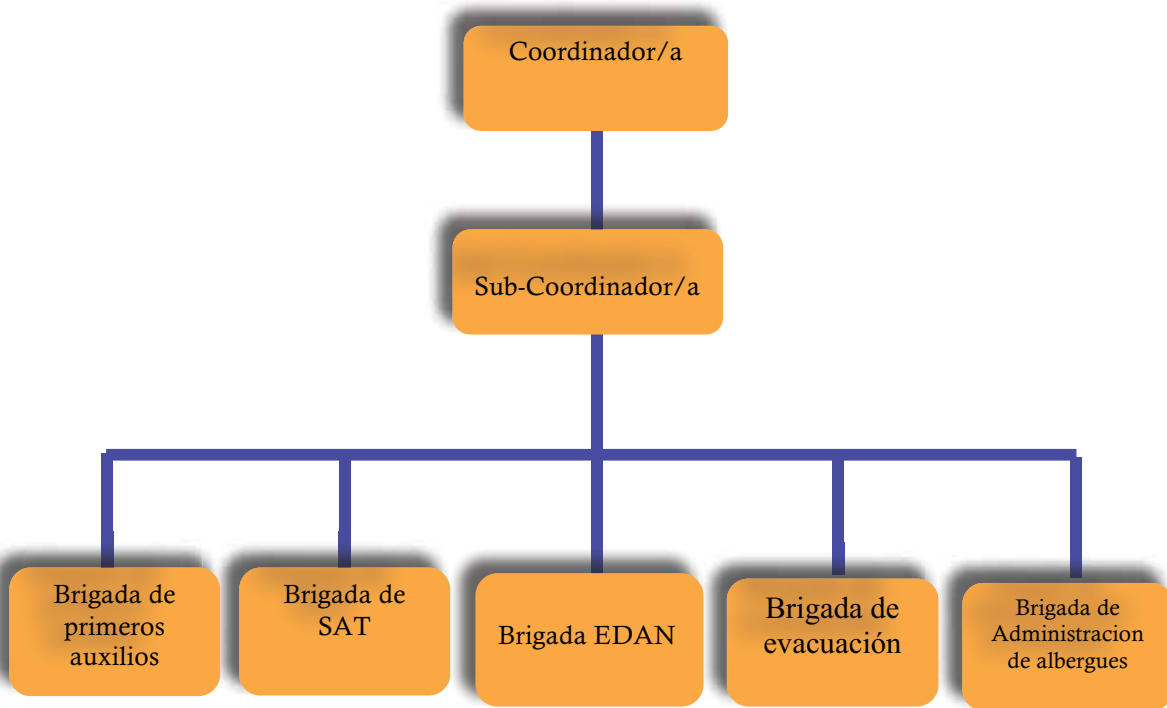 Coordinador/a
Sub-Coordinador/a
Brigada de
primeros
auxilios
Brigada de
SAT
Brigada EDAN
Brigada de
evacuación
Brigada de
Administracion
de albergues